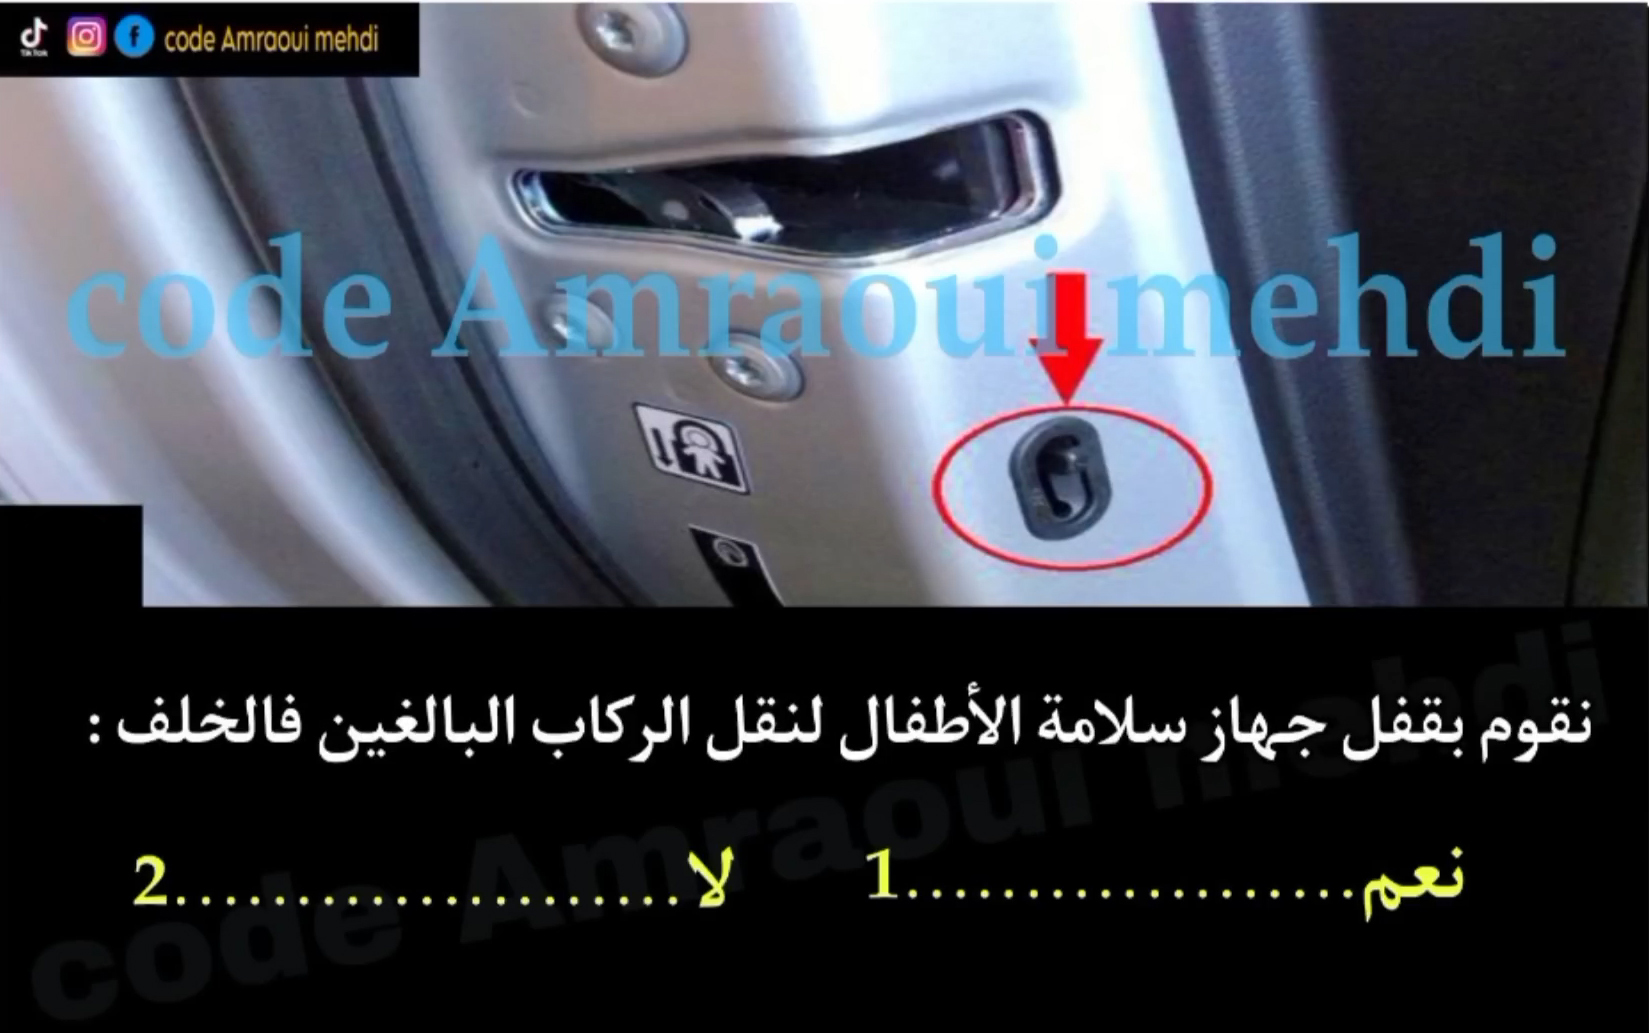 TikTok
code Amraoui mehdi
code Amraoui mehdi
نقوم بقفل جهاز سلامة الأطفال لنقل الركاب البالغين فالخلف :
نعم...................1
لا.....................2
code Amraoui mehdi